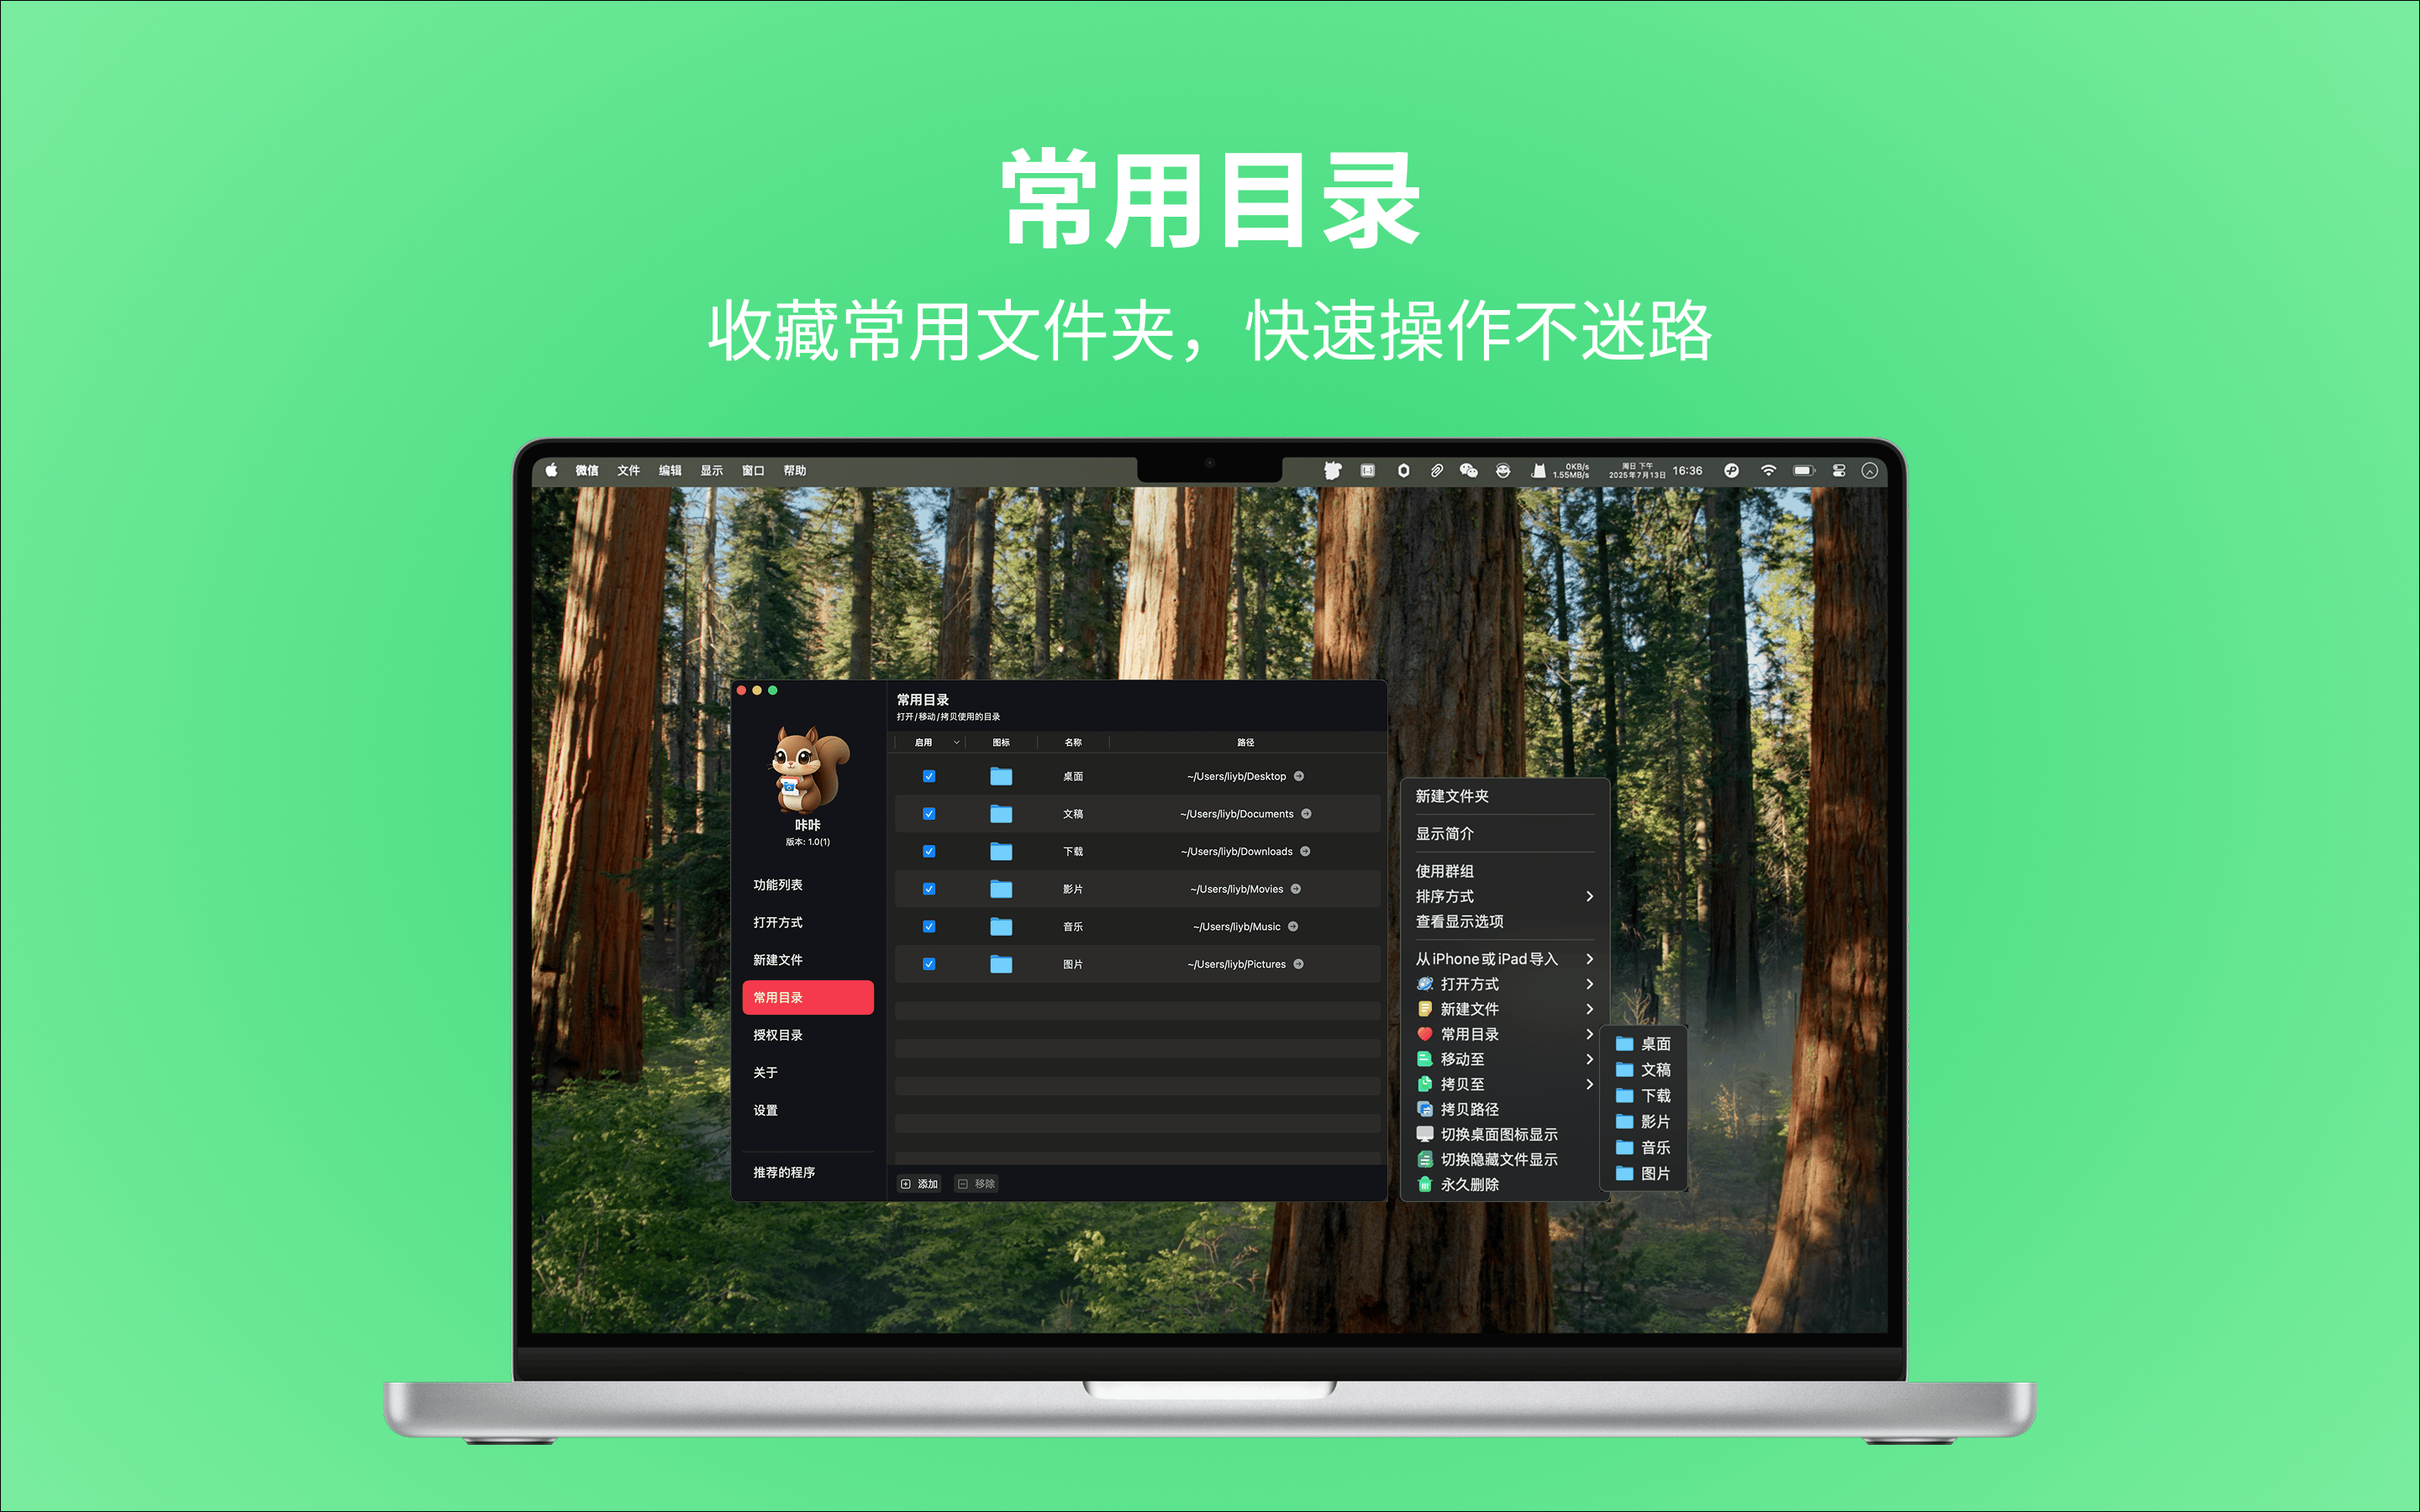 常用目录
收藏常用文件夹，快速操作不迷路
微信 文件 编辑 显示 窗口 帮助
0KB/s
1.55MB/s
周日 下午
2025年7月13日
16:36
常用目录
打开/移动/拷贝使用的目录
启用 图标 名称 路径
桌面 ~/Users/liyb/Desktop
文稿 ~/Users/liyb/Documents
下载 ~/Users/liyb/Downloads
影片 ~/Users/liyb/Movies
音乐 ~/Users/liyb/Music
图片 ~/Users/liyb/Pictures
添加 移除
咔咔
版本: 1.0(1)
功能列表
打开方式
新建文件
常用目录
授权目录
关于
设置
推荐的程序
新建文件夹
显示简介
使用群组
排序方式
查看显示选项
从iPhone或iPad导入
打开方式
新建文件
常用目录
移动至
拷贝至
拷贝路径
切换桌面图标显示
切换隐藏文件显示
永久删除
桌面
文稿
下载
影片
音乐
图片